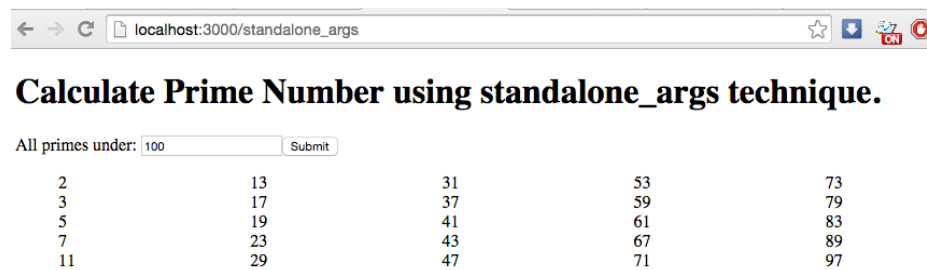 localhost:3000/standalone_args
ON
Calculate Prime Number using standalone_args technique.
All primes under: 100 Submit
2 13 31 53 73
3 17 37 59 79
5 19 41 61 83
7 23 43 67 89
11 29 47 71 97